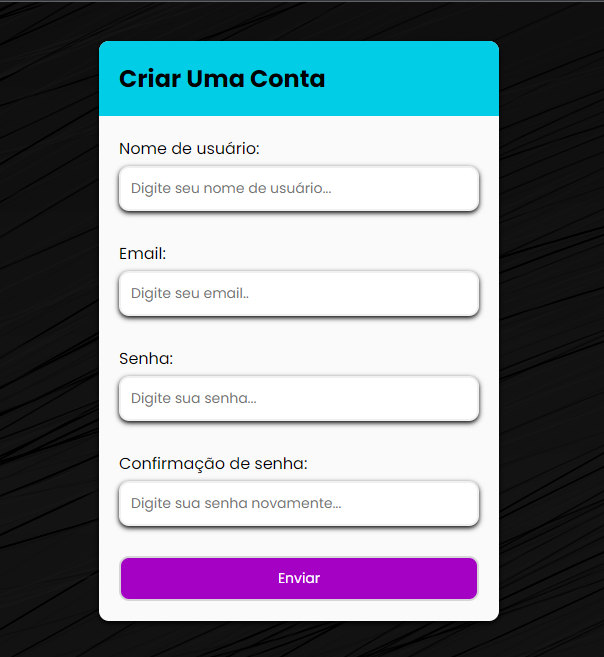 Criar Uma Conta
Nome de usuário:
Digite seu nome de usuário...
Email:
Digite seu email..
Senha:
Digite sua senha...
Confirmação de senha:
Digite sua senha novamente...
Enviar